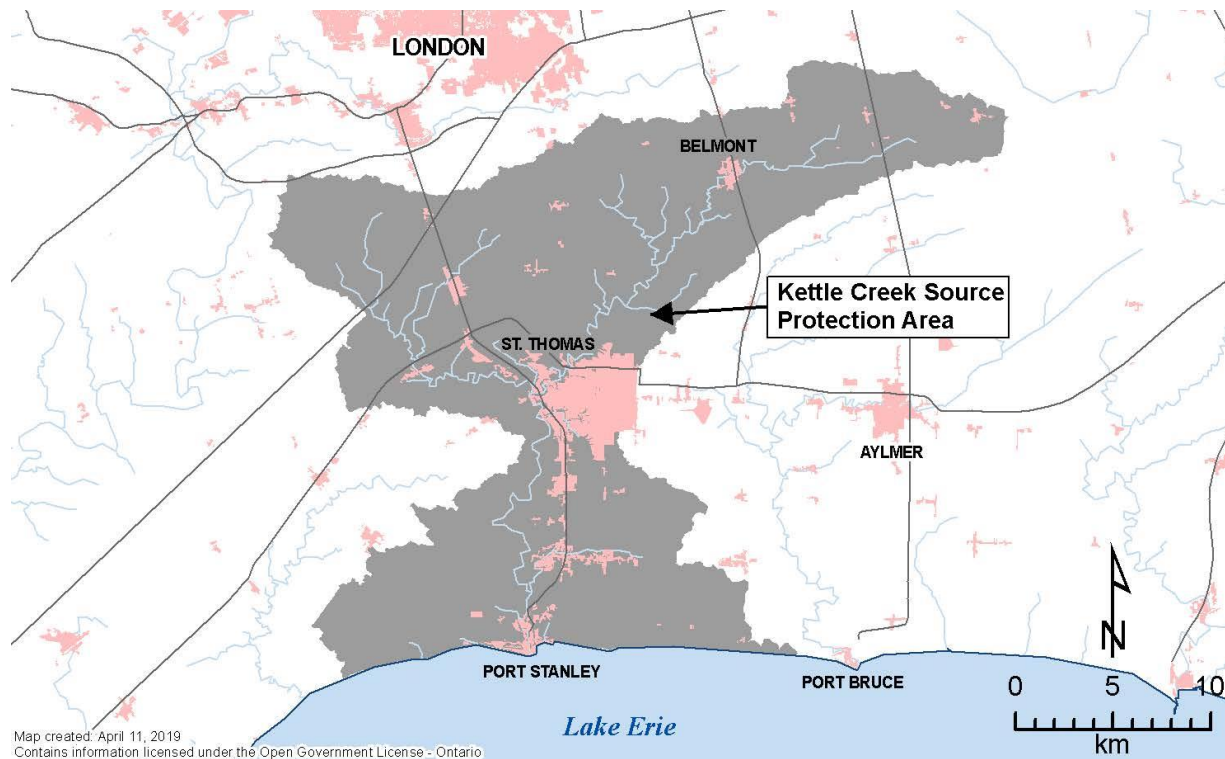 LONDON
BELMONT
Kettle Creek Source
Protection Area
ST. THOMAS
AYLMER
PORT STANLEY
PORT BRUCE
Lake Erie
N
0 5 10
km
Map created: April 11, 2019
Contains information licensed under the Open Government License - Ontario